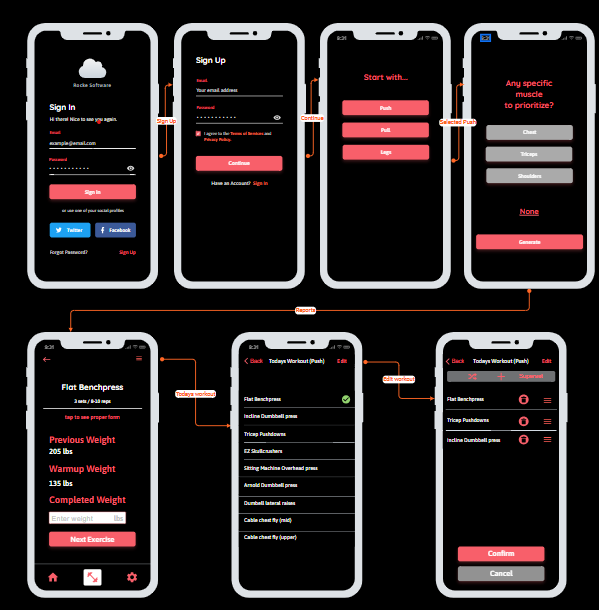 Rocke Software
Sign In
Hi there! Nice to see you again.
Email
example@email.com
Password
Sign In
or use one of your social profiles
Twitter
Facebook
Forgot Password?
Sign Up
Sign Up
Sign Up
Email
Your email address
Password
I agree to the Terms of Services and
Privacy Policy.
Continue
Have an Account? Sign In
Continue
8:31
Start with...
Push
Pull
Legs
Selected Push
8:31
Any specific
muscle
to prioritize?
Chest
Triceps
Shoulders
None
Generate
Reports
8:31
Flat Benchpress
3 sets / 8-10 reps
tap to see proper form
Previous Weight
205 lbs
Warmup Weight
135 lbs
Completed Weight
Enter weight
lbs
Next Exercise
Todays workout
8:31
Back
Todays Workout (Push)
Edit
Flat Benchpress
Incline Dumbbell press
Tricep Pushdowns
EZ Skullcrushers
Sitting Machine Overhead press
Arnold Dumbbell press
Dumbell lateral raises
Cable chest fly (mid)
Cable chest fly (upper)
Edit workout
8:31
Back
Todays Workout (Push)
Edit
Superset
Flat Benchpress
Tricep Pushdowns
Incline Dumbbell press
Confirm
Cancel